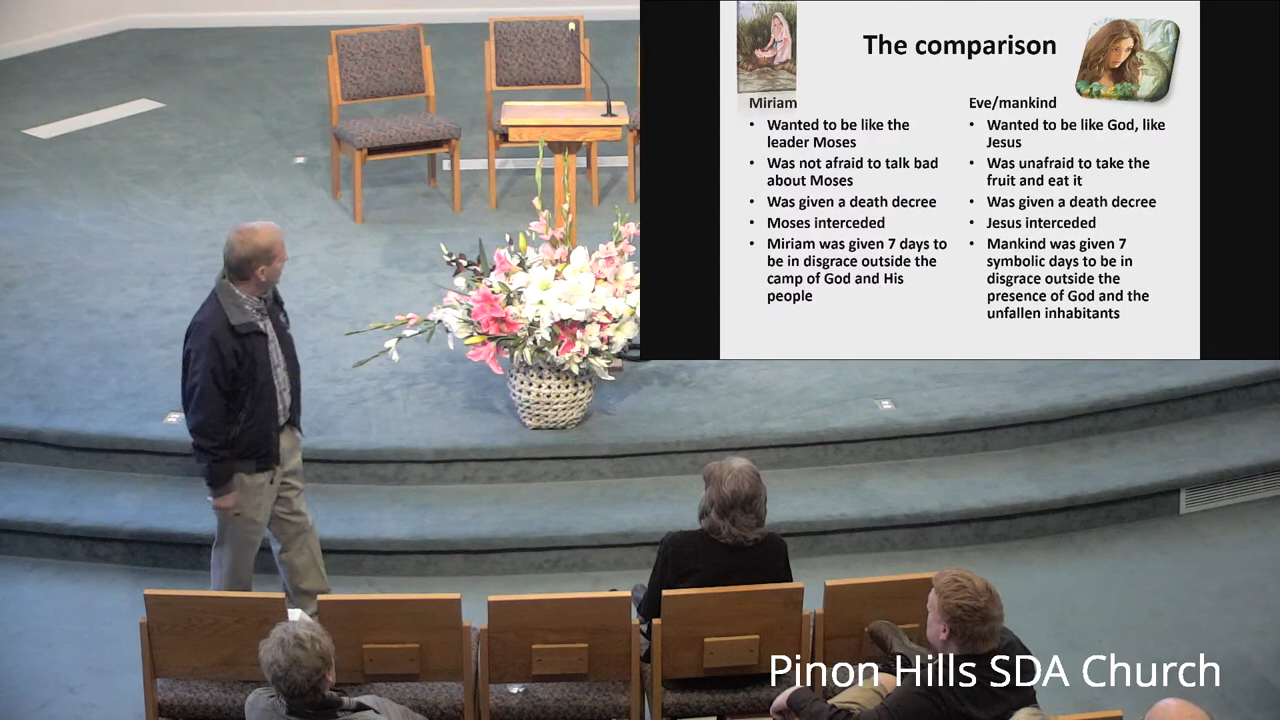 The comparison
Miriam
• Wanted to be like the
leader Moses
• Was not afraid to talk bad
about Moses
• Was given a death decree
• Moses interceded
• Miriam was given 7 days to
be in disgrace outside the
camp of God and His
people
Eve/mankind
• Wanted to be like God, like
Jesus
• Was unafraid to take the
fruit and eat it
• Was given a death decree
• Jesus interceded
• Mankind was given 7
symbolic days to be in
disgrace outside the
presence of God and the
unfallen inhabitants
Pinon Hills SDA Church